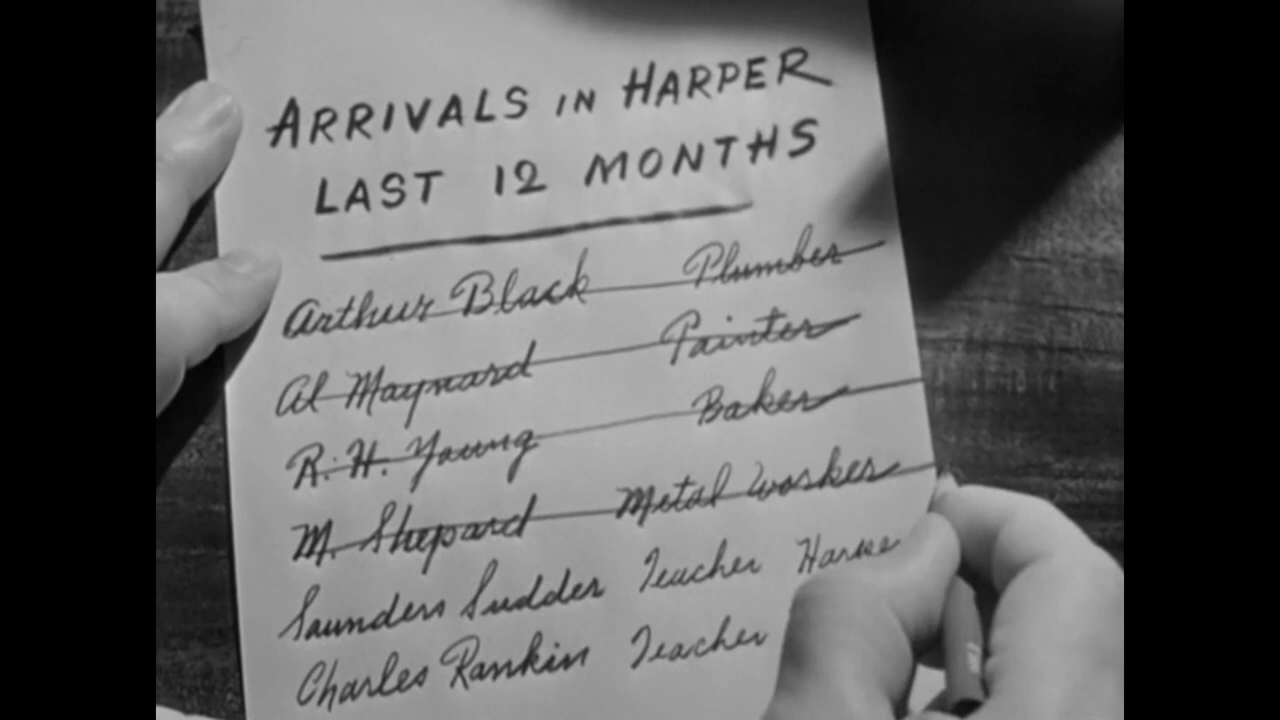 ARRIVALS IN HARPER
LAST 12 MONTHS
Arthur Black Plumber
Al Maynard Painter
R. H. Young Baker
M. Shepard Metal worker
Saunders Sudder Teacher
Charles Rankin Teacher